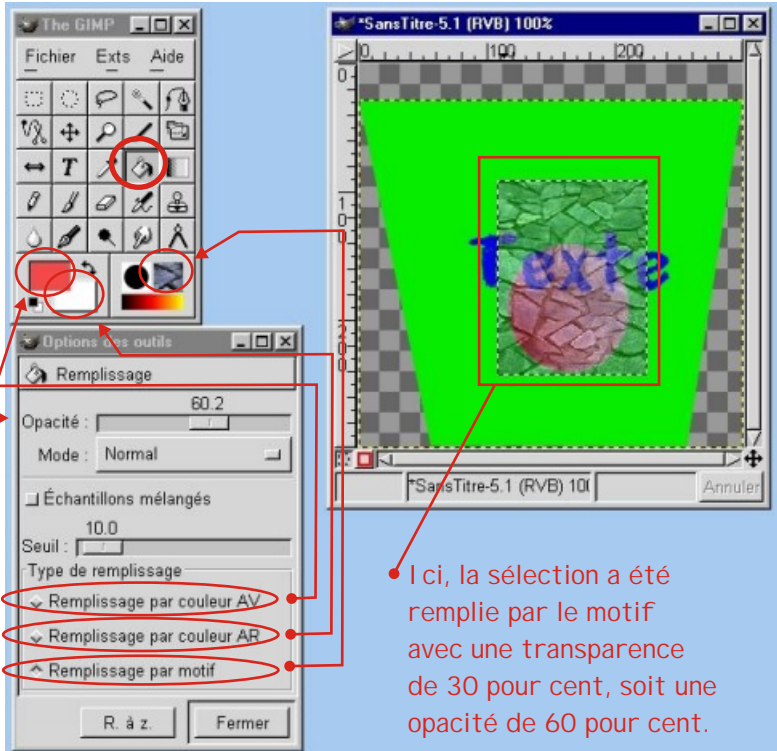 The GIMP
Fichier Exts Aide
T
*SansTitre-5.1 (RVB) 100%
0 100 200
0
100
200
Texte
*SansTitre-5.1 (RVB) 10(
Annuler
Options des outils
Remplissage
60.2
Opacité :
Mode : Normal
Échantillons mélangés
10.0
Seuil :
Type de remplissage
Remplissage par couleur AV
Remplissage par couleur AR
Remplissage par motif
R. à z. Fermer
Ici, la sélection a été
remplie par le motif
avec une transparence
de 30 pour cent, soit une
opacité de 60 pour cent.